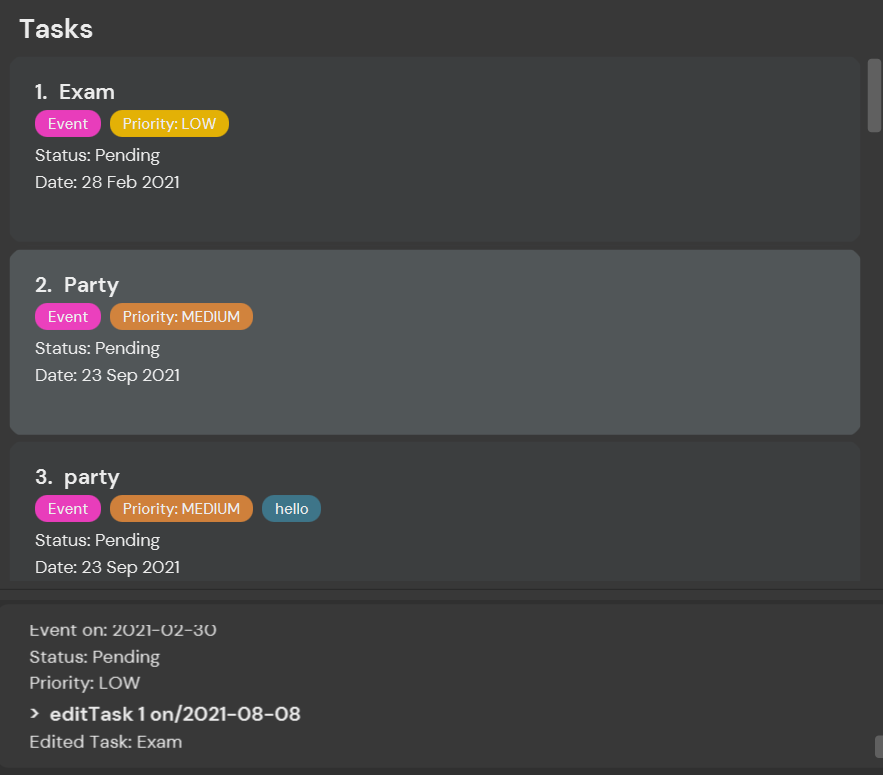 Tasks
1. Exam
Event Priority: LOW
Status: Pending
Date: 28 Feb 2021
2. Party
Event Priority: MEDIUM
Status: Pending
Date: 23 Sep 2021
3. party
Event Priority: MEDIUM hello
Status: Pending
Date: 23 Sep 2021
Event on: 2021-02-30
Status: Pending
Priority: LOW
> editTask 1 on/2021-08-08
Edited Task: Exam